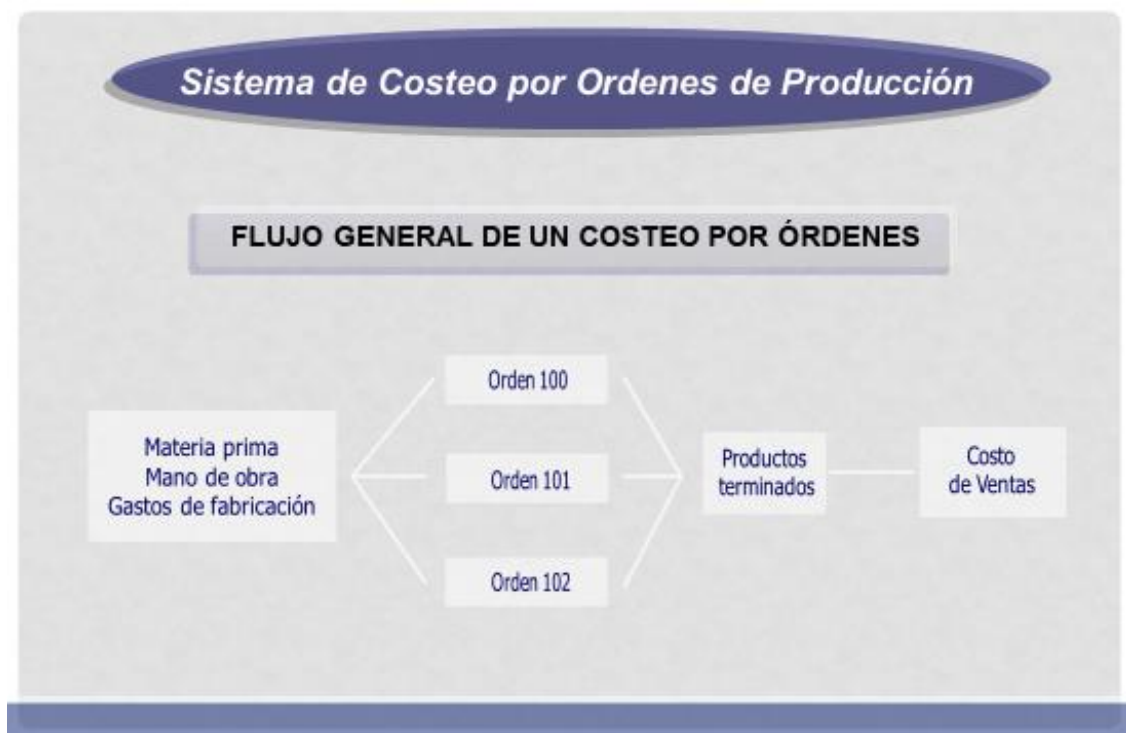 Sistema de Costeo por Ordenes de Producción
FLUJO GENERAL DE UN COSTEO POR ÓRDENES
Materia prima
Mano de obra
Gastos de fabricación
Orden 100
Orden 101
Orden 102
Productos
terminados
Costo
de Ventas